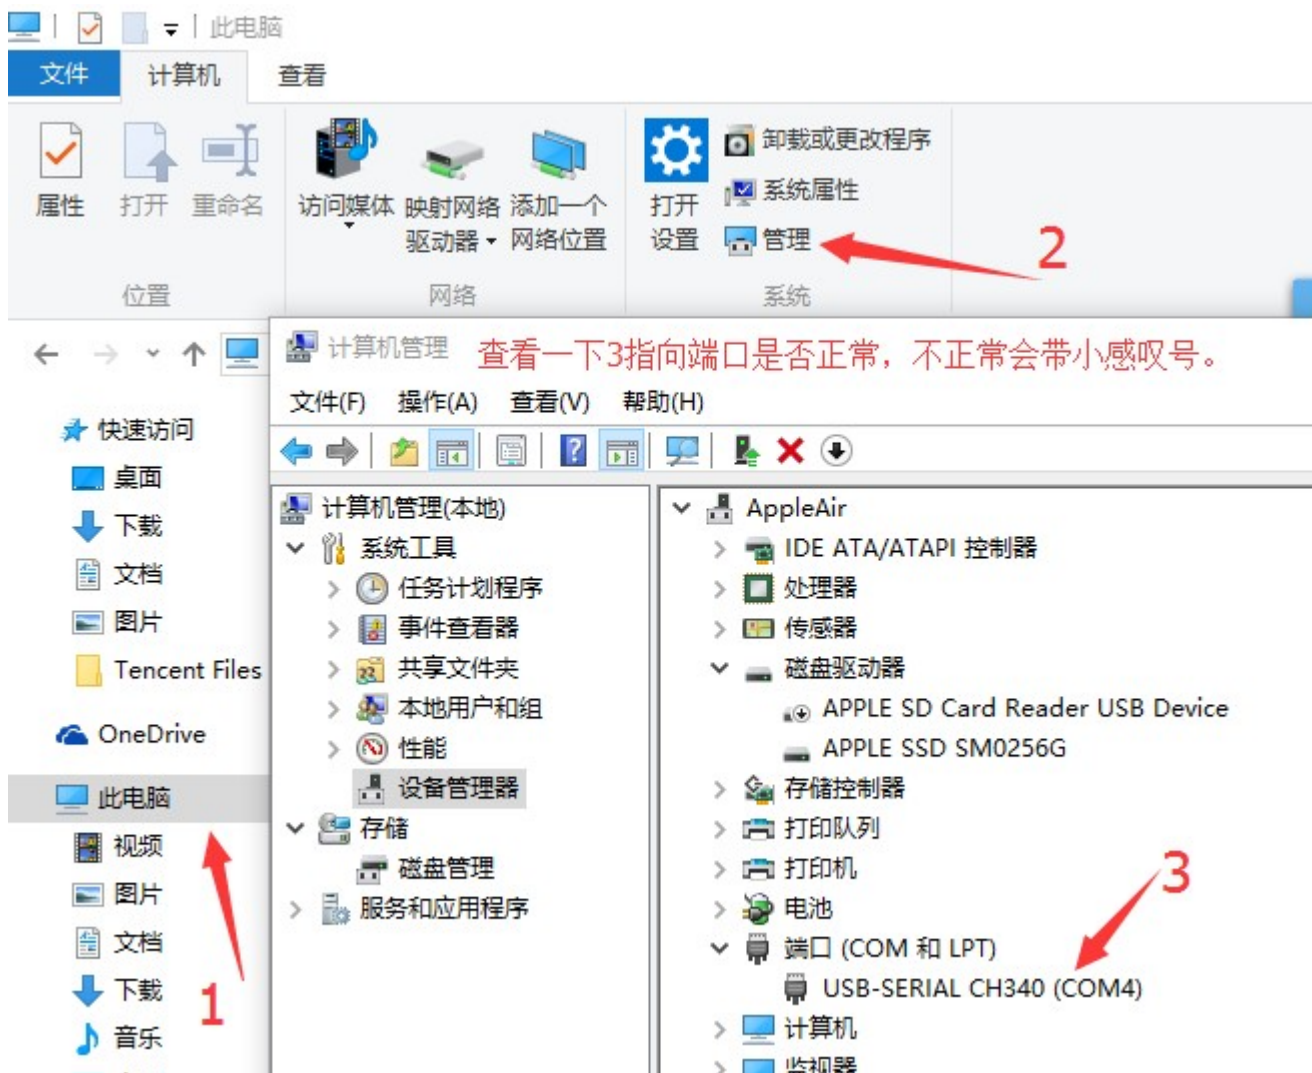 此电脑
文件 计算机 查看
属性 打开 重命名 访问媒体 映射网络驱动器 添加一个网络位置 打开设置
卸载或更改程序
系统属性
管理
2
位置 网络 系统
计算机管理 查看一下3指向端口是否正常，不正常会带小感叹号。
文件(F) 操作(A) 查看(V) 帮助(H)
快速访问
桌面
下载
文档
图片
Tencent Files
OneDrive
此电脑
视频
图片
文档
下载
音乐
1
计算机管理(本地)
系统工具
任务计划程序
事件查看器
共享文件夹
本地用户和组
性能
设备管理器
存储
磁盘管理
服务和应用程序
AppleAir
IDE ATA/ATAPI 控制器
处理器
传感器
磁盘驱动器
APPLE SD Card Reader USB Device
APPLE SSD SM0256G
存储控制器
打印队列
打印机
3
电池
端口 (COM 和 LPT)
USB-SERIAL CH340 (COM4)
计算机
监视器